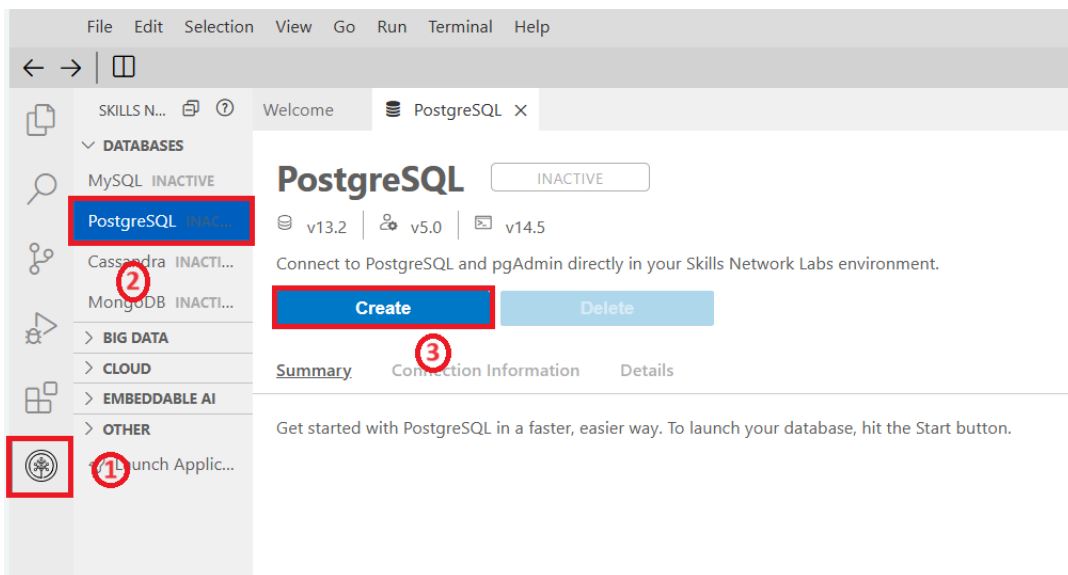 File Edit Selection View Go Run Terminal Help
SKILLS N...
Welcome PostgreSQL
DATABASES
MySQL INACTIVE
PostgreSQL INAC...
Cassandra INACTI...
MongoDB INACTI...
BIG DATA
CLOUD
EMBEDDABLE AI
OTHER
Launch Applic...
1
2
PostgreSQL INACTIVE
v13.2 v5.0 v14.5
Connect to PostgreSQL and pgAdmin directly in your Skills Network Labs environment.
Create Delete
3
Summary Connection Information Details
Get started with PostgreSQL in a faster, easier way. To launch your database, hit the Start button.